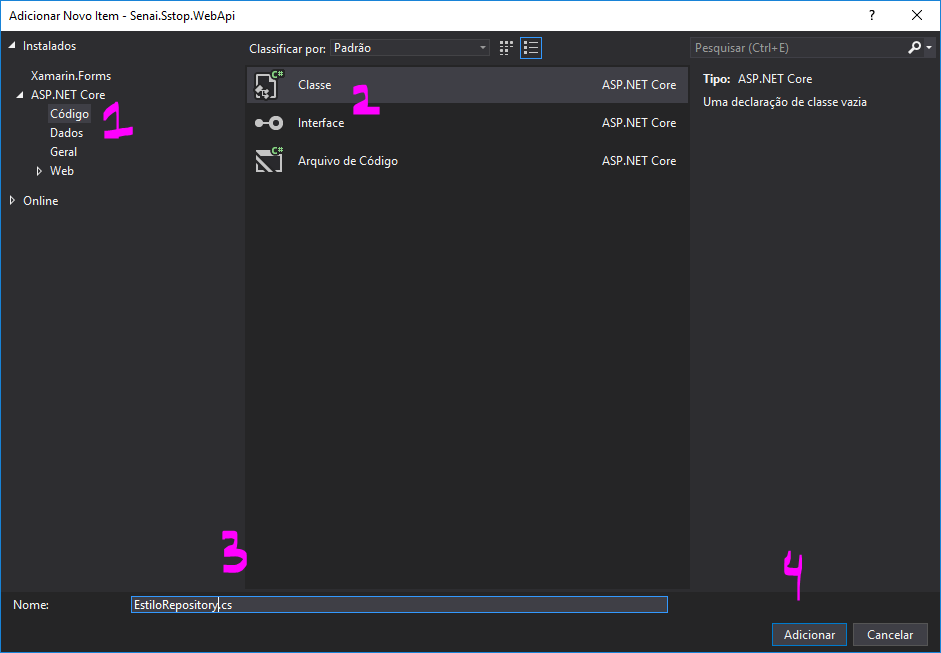 Adicionar Novo Item - Senai.Sstop.WebApi
?
Instalados
Classificar por: Padrão
Pesquisar (Ctrl+E)
Xamarin.Forms
ASP.NET Core
Código
Dados
Geral
Web
Online
1
C#
Classe
ASP.NET Core
2
Interface
ASP.NET Core
C#
Arquivo de Código
ASP.NET Core
Tipo: ASP.NET Core
Uma declaração de classe vazia
3
4
Nome: EstiloRepository.cs
Adicionar
Cancelar